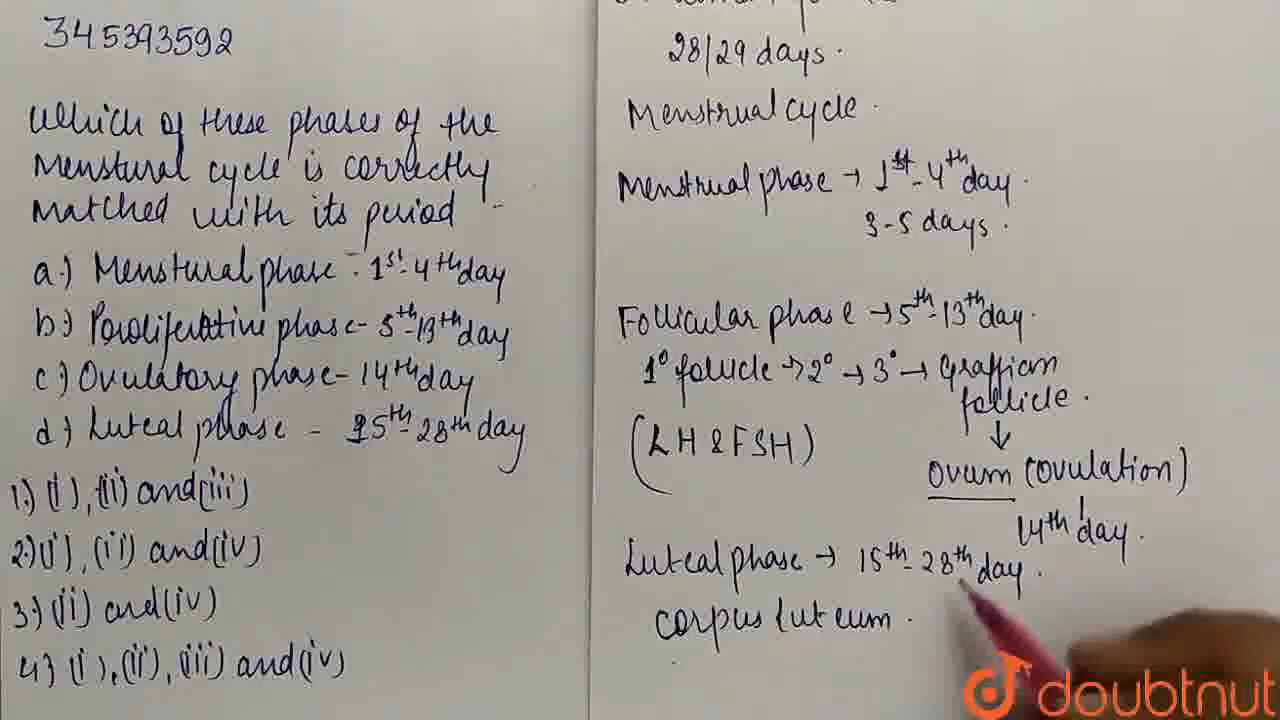 345393592
Which of these phases of the
Menstural cycle is correctly
matched with its period -
a.) Menstural phase - 1st-4th day
b.) Poroliferative phase - 5th-13th day
c.) Ovulatory phase - 14th day
d.) Luteal phase - 15th-28th day
1.) (i), (ii) and (iii)
2.) (i), (ii) and (iv)
3.) (ii) and (iv)
4.) (i), (ii), (iii) and (iv)
28/29 days.
Menstrual cycle.
Menstrual phase → 1st-4th day.
3-5 days.
Follicular phase → 5th-13th day.
1° follicle → 2° → 3° → Graffian
follicle.
↓
(LH & FSH)
Ovum (ovulation)
14th day.
Luteal phase → 15th-28th day.
corpus luteum.
doubtnut